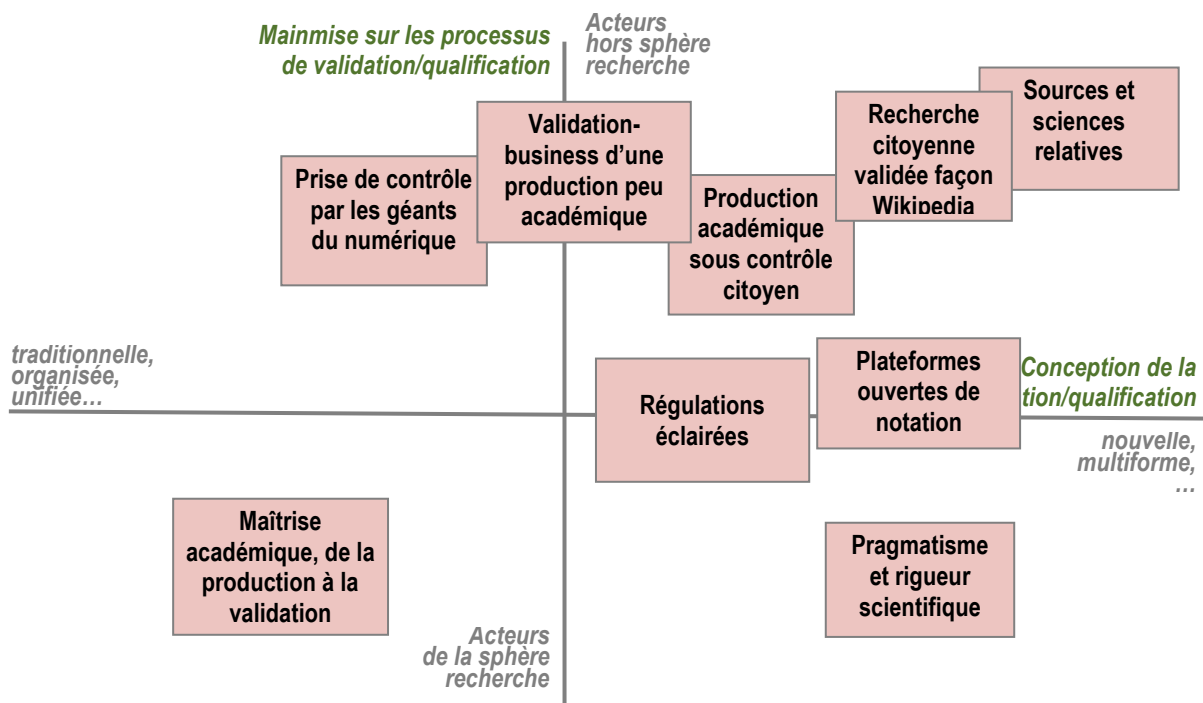 Mainmise sur les processus
de validation/qualification
Acteurs
hors sphère
recherche
Prise de contrôle
par les géants
du numérique
Validation-
business d’une
production peu
académique
Production
académique
sous contrôle
citoyen
Recherche
citoyenne
validée façon
Wikipedia
Sources et
sciences
relatives
traditionnelle,
organisée,
unifiée…
Régulations
éclairées
Plateformes
ouvertes de
notation
Conception de la
tion/qualification
nouvelle,
multiforme,
…
Maîtrise
académique, de la
production à la
validation
Pragmatisme
et rigueur
scientifique
Acteurs
de la sphère
recherche